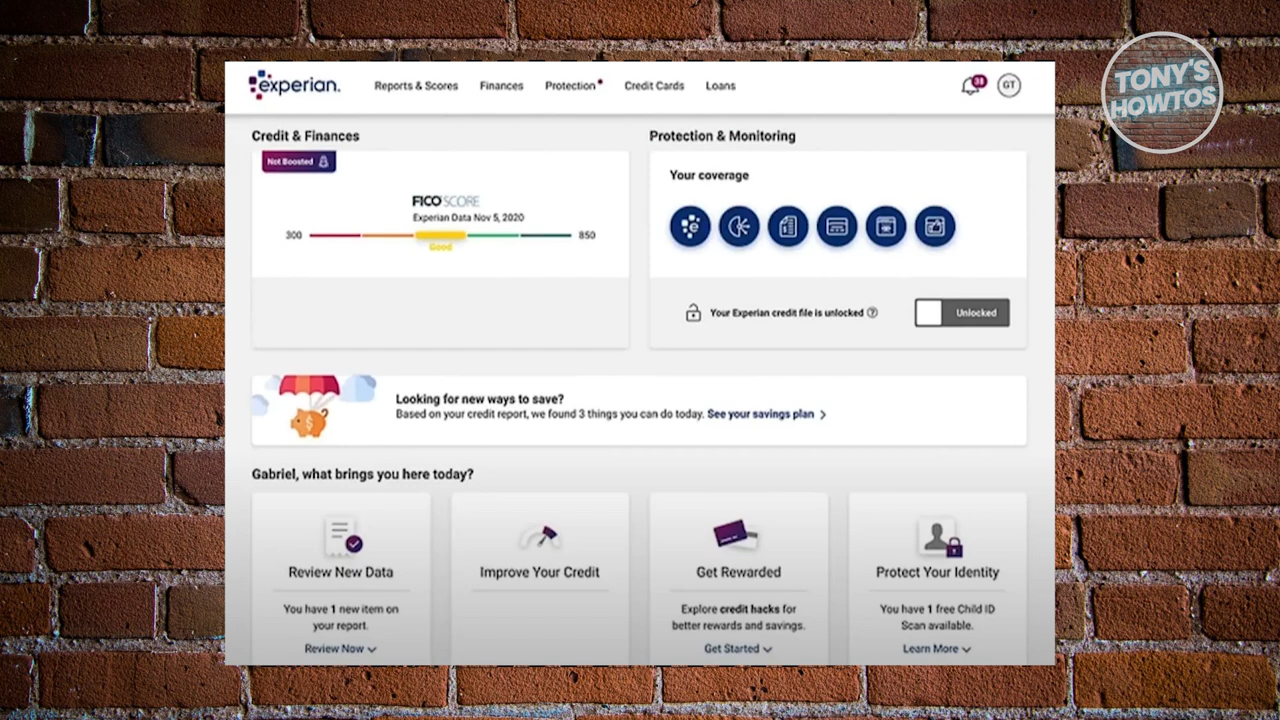 experian.
Reports & Scores
Finances
Protection
Credit Cards
Loans
GT
TONY'S
HOWTOS
Credit & Finances
Not Boosted
FICO SCORE
Experian Data Nov 5, 2020
300
850
Good
Protection & Monitoring
Your coverage
Your Experian credit file is unlocked
Unlocked
Looking for new ways to save?
Based on your credit report, we found 3 things you can do today. See your savings plan
Gabriel, what brings you here today?
Review New Data
You have 1 new item on
your report.
Review Now
Improve Your Credit
Get Rewarded
Explore credit hacks for
better rewards and savings.
Get Started
Protect Your Identity
You have 1 free Child ID
Scan available.
Learn More